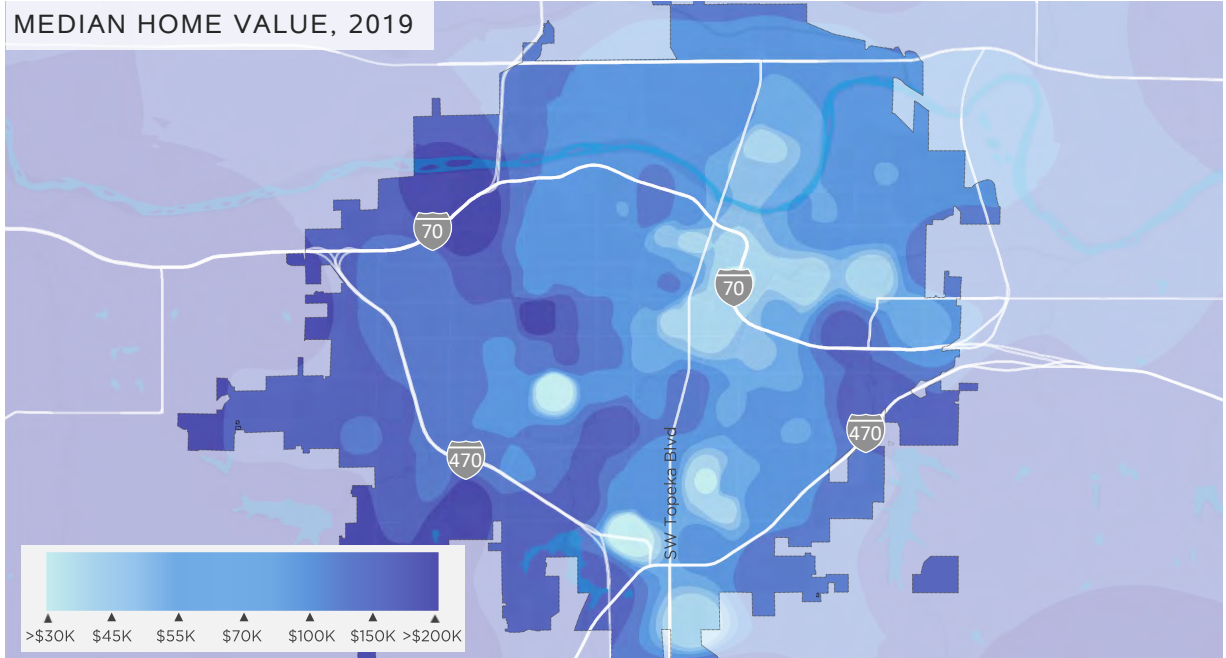 MEDIAN HOME VALUE, 2019
70
70
470
470
SW Topeka Blvd
>$30K $45K $55K $70K $100K $150K >$200K